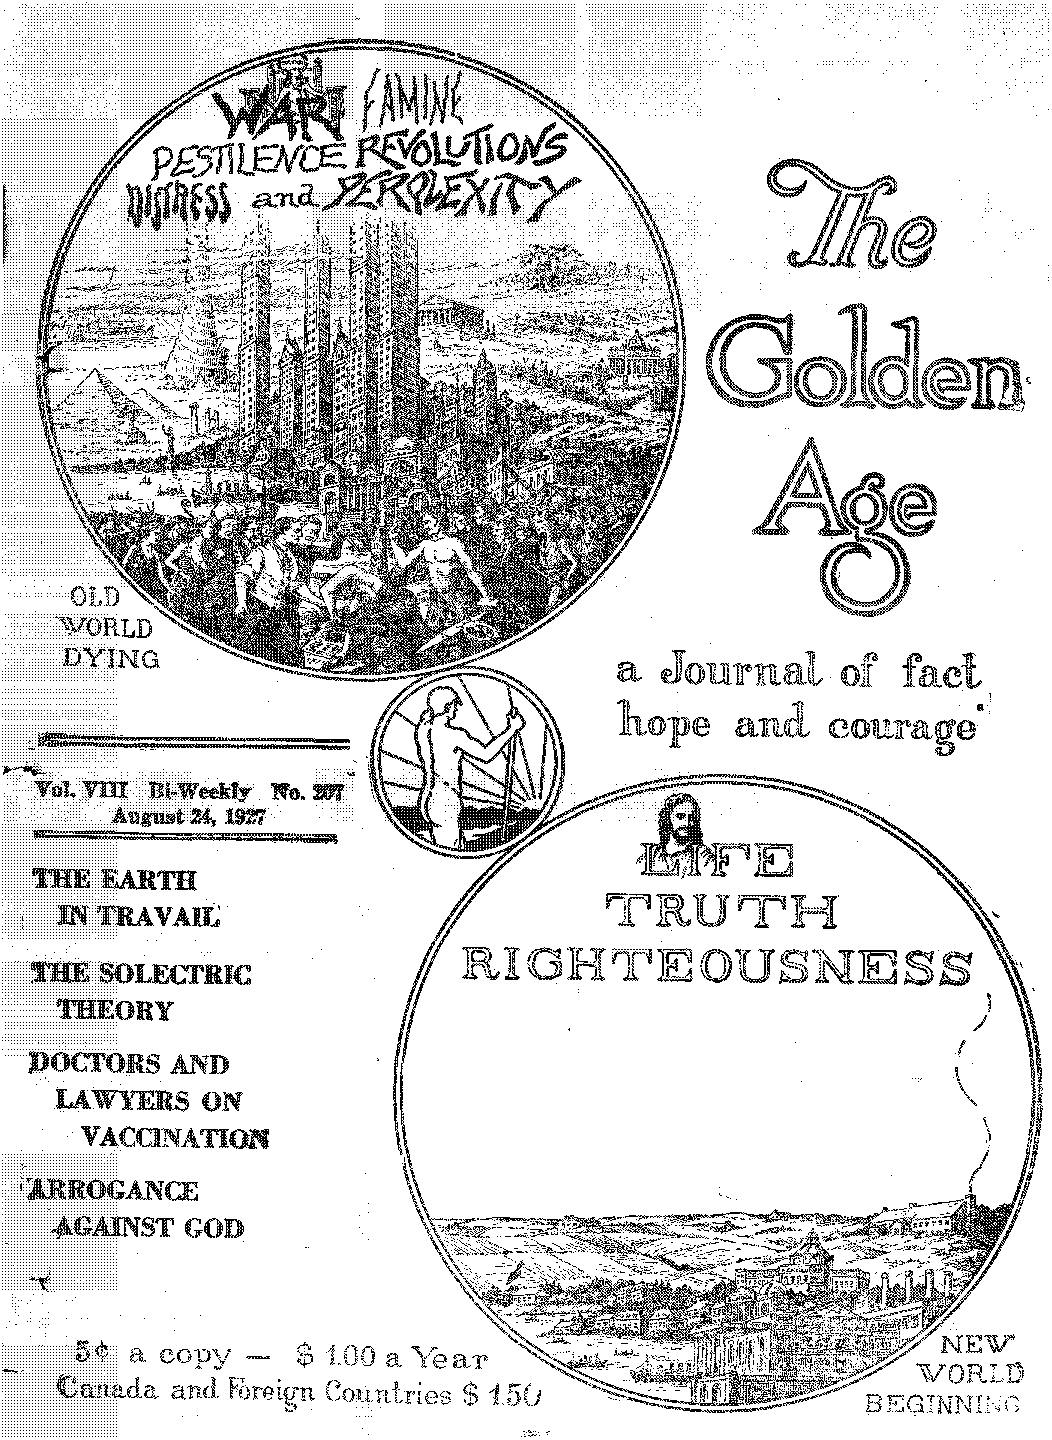 WAR FAMINE
PESTILENCE REVOLUTIONS
DISTRESS and PERPLEXITY
The
Golden
Age
OLD
WORLD
DYING
a Journal of fact
hope and courage
Vol. VIII Bi-Weekly No. 207
August 24, 1927
THE EARTH
IN TRAVAIL
THE SOLECTRIC
THEORY
DOCTORS AND
LAWYERS ON
VACCINATION
ARROGANCE
AGAINST GOD
LIFE
TRUTH
RIGHTEOUSNESS
5¢ a copy — $ 1.00 a Year
Canada and Foreign Countries $ 1.50
NEW
WORLD
BEGINNING